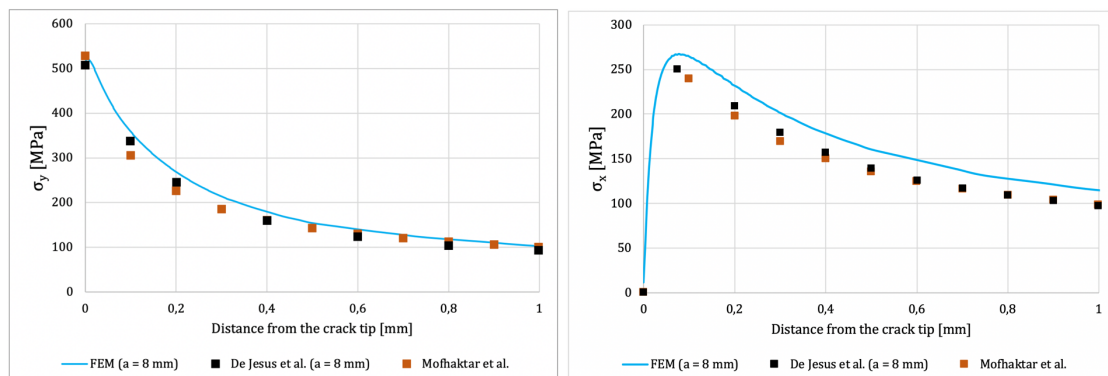 600
500
400
300
200
100
0
σy [MPa]
0 0,2 0,4 0,6 0,8 1
Distance from the crack tip [mm]
FEM (a = 8 mm) De Jesus et al. (a = 8 mm) Mofhaktar et al.
300
250
200
150
100
50
0
σx [MPa]
0 0,2 0,4 0,6 0,8 1
Distance from the crack tip [mm]
FEM (a = 8 mm) De Jesus et al. (a = 8 mm) Mofhaktar et al.